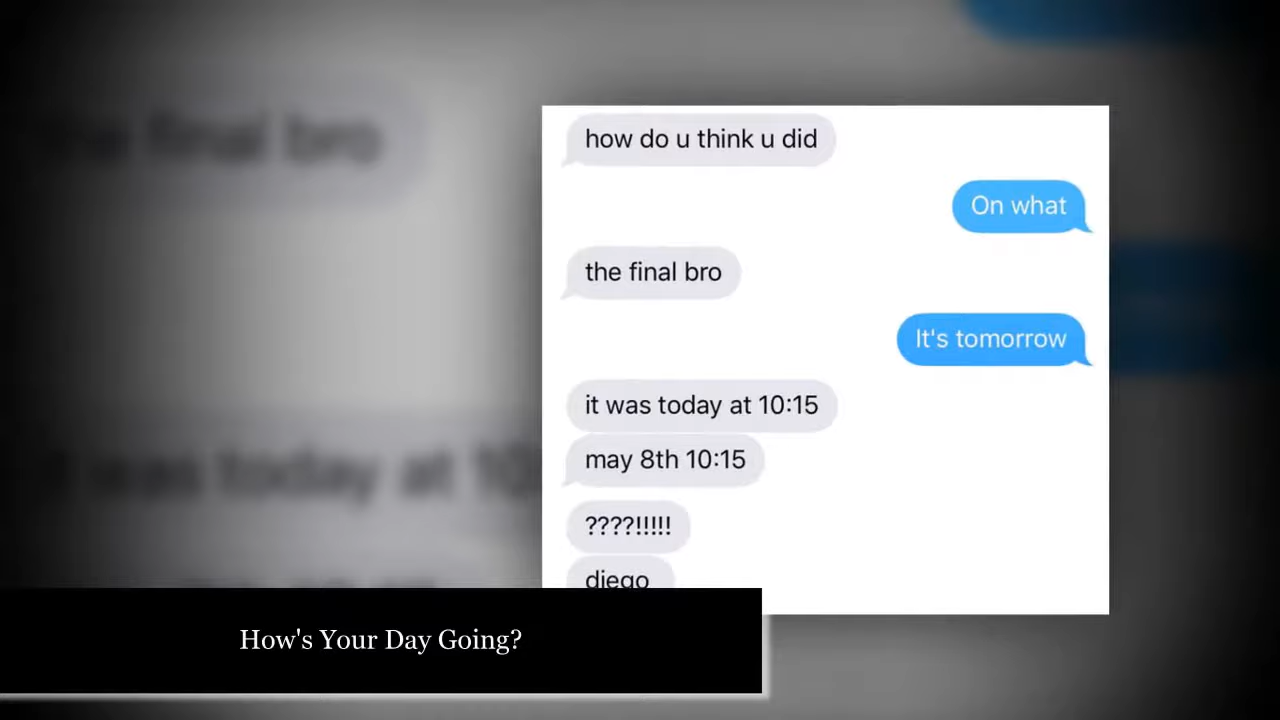 how do u think u did
On what
the final bro
It's tomorrow
it was today at 10:15
may 8th 10:15
????!!!!!
diego
How's Your Day Going?